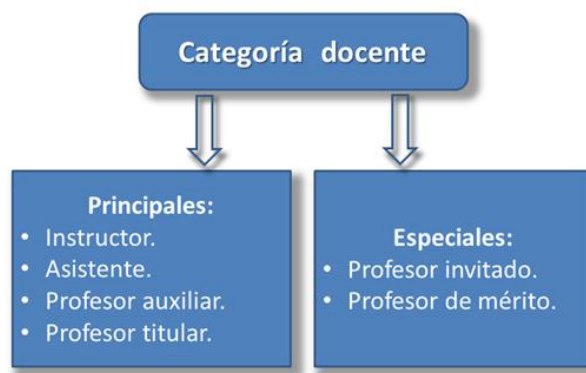 Categoría docente
Principales:
• Instructor.
• Asistente.
• Profesor auxiliar.
• Profesor titular.
Especiales:
• Profesor invitado.
• Profesor de mérito.